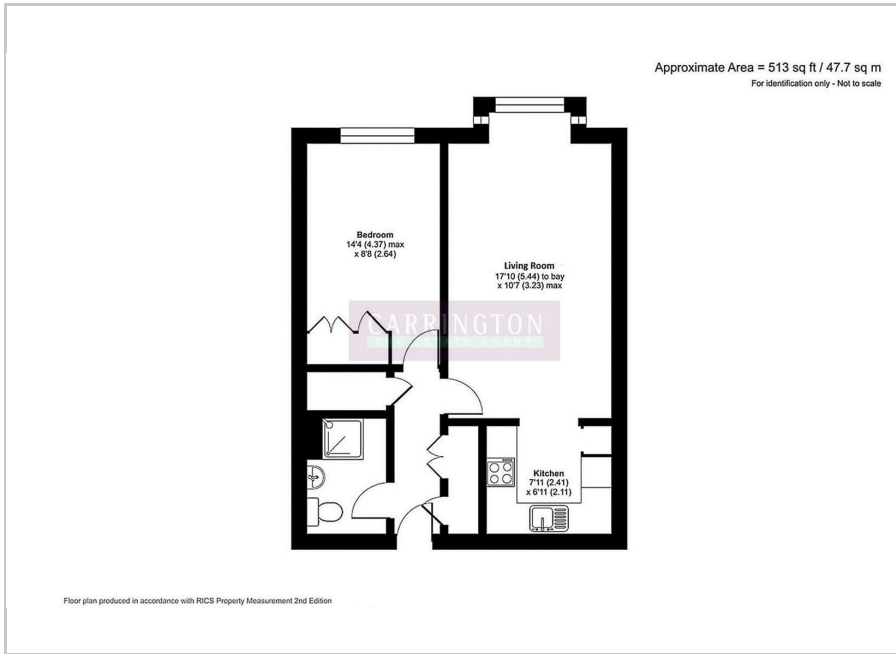 Approximate Area = 513 sq ft / 47.7 sq m
For identification only - Not to scale
Bedroom
14'4 (4.37) max
x 8'8 (2.64)
Living Room
17'10 (5.44) to bay
x 10'7 (3.23) max
CARRINGTON
THE ESTATE AGENT
Kitchen
7'11 (2.41)
x 6'11 (2.11)
Floor plan produced in accordance with RICS Property Measurement 2nd Edition